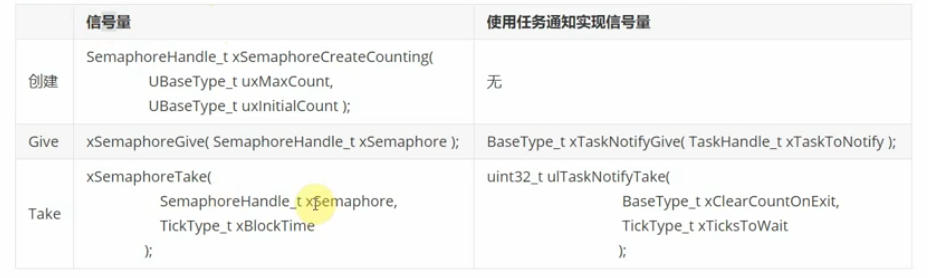 信号量 使用任务通知实现信号量
创建 SemaphoreHandle_t xSemaphoreCreateCounting(
UBaseType_t uxMaxCount,
UBaseType_t uxInitialCount );
无
Give xSemaphoreGive( SemaphoreHandle_t xSemaphore ); BaseType_t xTaskNotifyGive( TaskHandle_t xTaskToNotify );
Take xSemaphoreTake(
SemaphoreHandle_t xSemaphore,
TickType_t xBlockTime
);
uint32_t ulTaskNotifyTake(
BaseType_t xClearCountOnExit,
TickType_t xTicksToWait
);